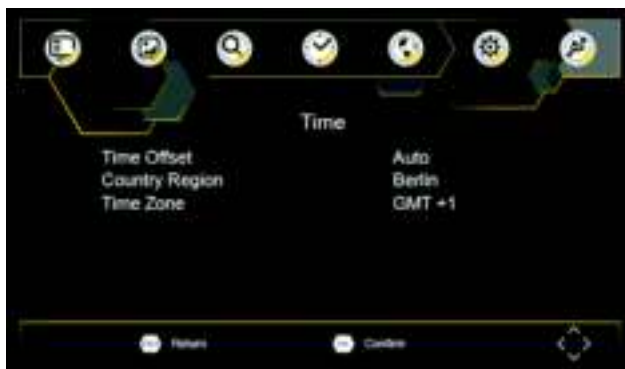 Time
Time Offset Auto
Country Region Berlin
Time Zone GMT +1
Return Confirm